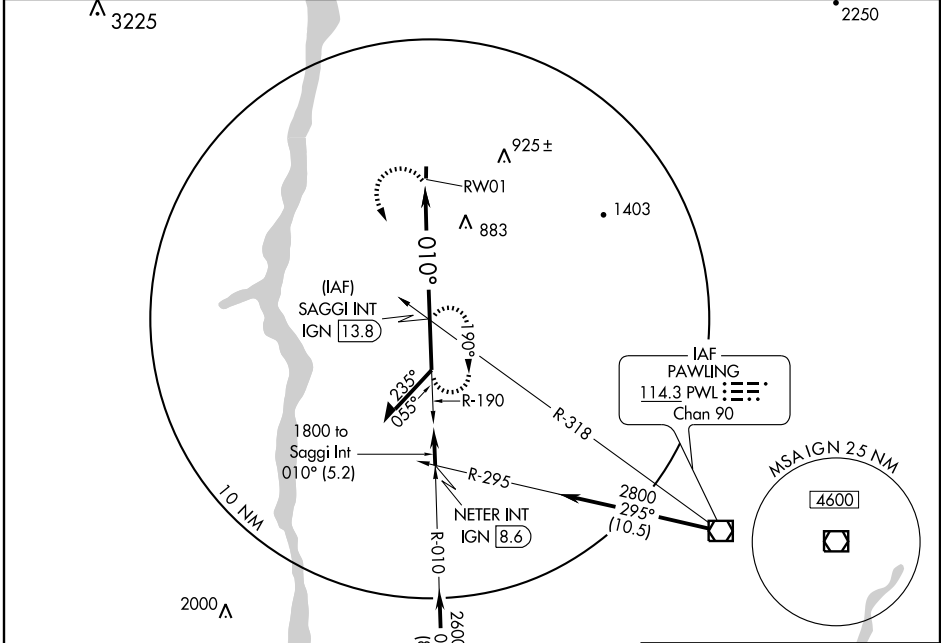 3225
2250
925±
RW01
1403
883
010°
(IAF)
SAGGI INT
IGN 13.8
190°
IAF
PAWLING
114.3 PWL
Chan 90
235°
055°
R-190
R-318
1800 to
Saggi Int
010° (5.2)
MSA IGN 25 NM
4600
R-295
2800
295°
(10.5)
NETER INT
IGN 8.6
10 NM
R-010
2000
2600